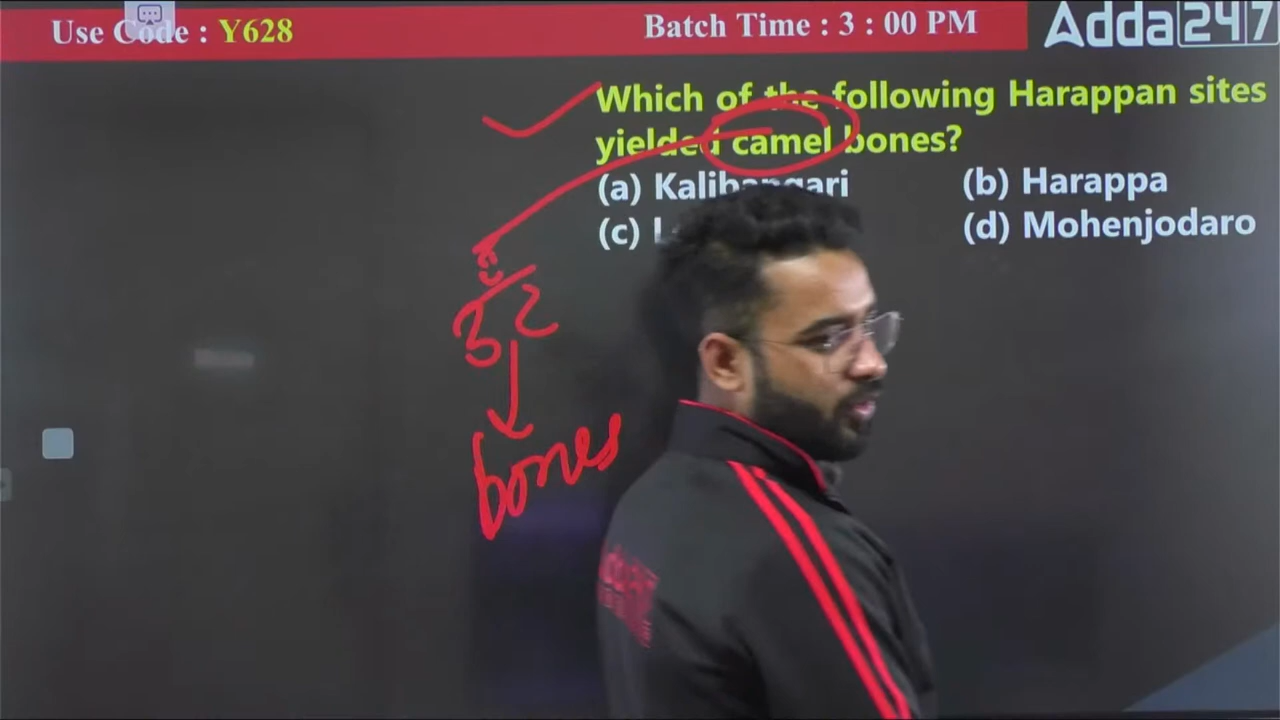 Use Code : Y628
Batch Time : 3 : 00 PM
Adda247
Which of the following Harappan sites
yielded camel bones?
(a) Kalibangari
(b) Harappa
(c)
(d) Mohenjodaro
ऊँट
bones